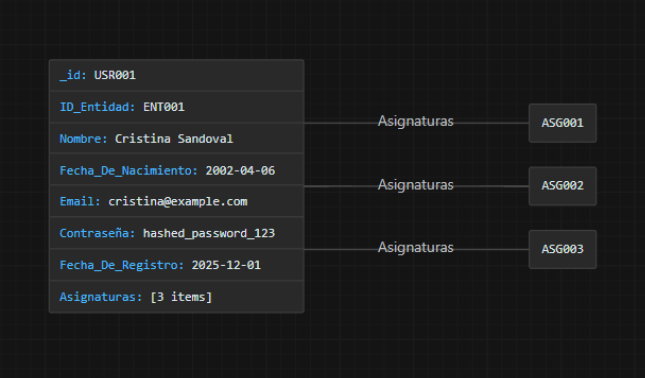 _id: USR001
ID_Entidad: ENT001
Nombre: Cristina Sandoval
Fecha_De_Nacimiento: 2002-04-06
Email: cristina@example.com
Contraseña: hashed_password_123
Fecha_De_Registro: 2025-12-01
Asignaturas: [3 items]
Asignaturas
ASG001
Asignaturas
ASG002
Asignaturas
ASG003